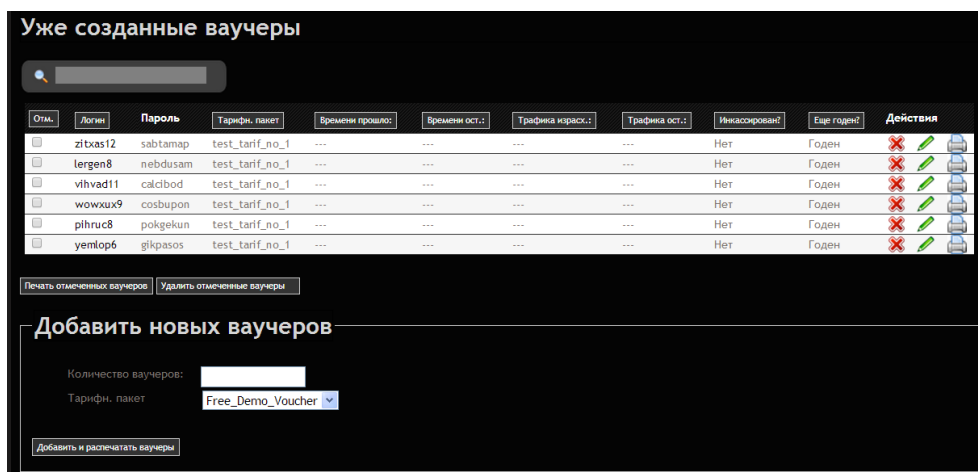 Уже созданные ваучеры
Отм. Логин Пароль Тарифн. пакет Времени прошло: Времени ост.: Трафика израсх.: Трафика ост.: Инкассирован? Еще годен? Действия
zitxas12 sabtamap test_tarif_no_1 --- --- --- --- Нет Годен
lergen8 nebdusam test_tarif_no_1 --- --- --- --- Нет Годен
vihvad11 calcibod test_tarif_no_1 --- --- --- --- Нет Годен
wowxux9 cosbupon test_tarif_no_1 --- --- --- --- Нет Годен
pihruc8 pokgekun test_tarif_no_1 --- --- --- --- Нет Годен
yemlop6 gikpasos test_tarif_no_1 --- --- --- --- Нет Годен
Печать отмеченных ваучеров Удалить отмеченные ваучеры
Добавить новых ваучеров
Количество ваучеров:
Тарифн. пакет Free_Demo_Voucher
Добавить и распечатать ваучеры